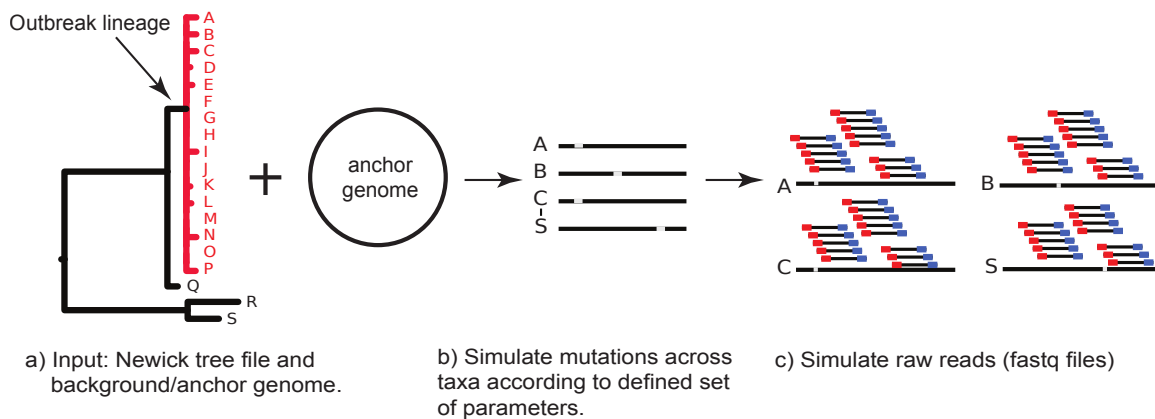 Outbreak lineage
A
B
C
D
E
F
G
H
I
J
K
L
M
N
O
P
Q
R
S
+
anchor
genome
A
B
C
S
A
B
C
S
a) Input: Newick tree file and
background/anchor genome.
b) Simulate mutations across
taxa according to defined set
of parameters.
c) Simulate raw reads (fastq files)